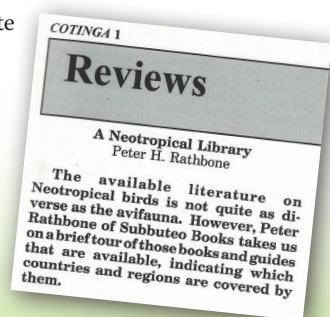 te
COTINGA 1
Reviews
A Neotropical Library
Peter H. Rathbone
The available literature on
Neotropical birds is not quite as di-
verse as the avifauna. However, Peter
Rathbone of Subbuteo Books takes us
on a brief tour of those books and guides
that are available, indicating which
countries and regions are covered by
them.